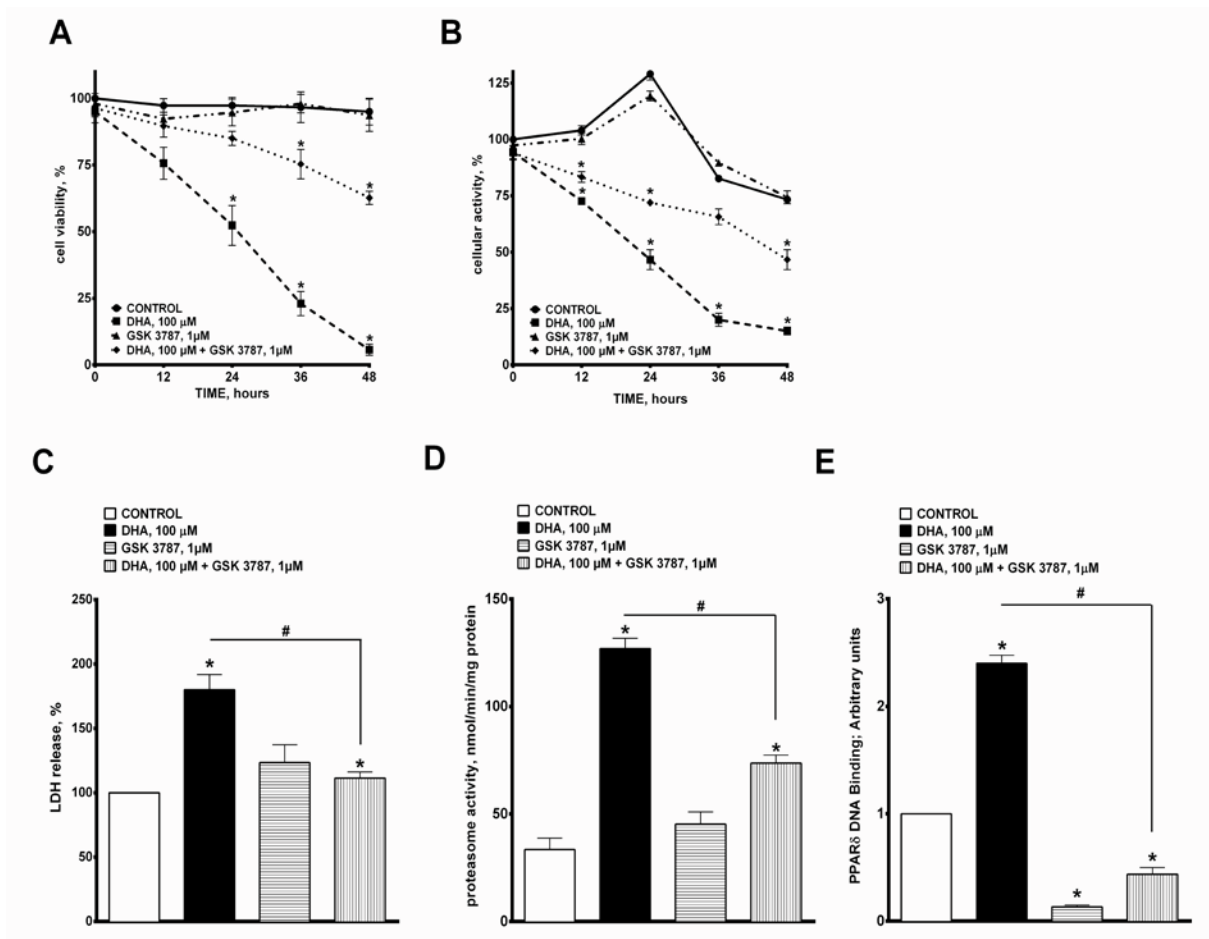 A
cell viability, %
100
75
50
25
0
CONTROL
DHA, 100 μM
GSK 3787, 1μM
DHA, 100 μM + GSK 3787, 1μM
*
*
*
*
*
*
0
12
24
36
48
TIME, hours
B
cellular activity, %
125
100
75
50
25
0
CONTROL
DHA, 100 μM
GSK 3787, 1μM
DHA, 100 μM + GSK 3787, 1μM
*
*
*
*
*
*
*
0
12
24
36
48
TIME, hours
C
CONTROL
DHA, 100 μM
GSK 3787, 1μM
DHA, 100 μM + GSK 3787, 1μM
LDH release, %
250
200
150
100
50
0
#
*
*
D
CONTROL
DHA, 100 μM
GSK 3787, 1μM
DHA, 100 μM + GSK 3787, 1μM
proteasome activity, nmol/min/mg protein
150
100
50
0
#
*
*
E
CONTROL
DHA, 100 μM
GSK 3787, 1μM
DHA, 100 μM + GSK 3787, 1μM
PPARδ DNA Binding; Arbitrary units
3
2
1
0
#
*
*
*